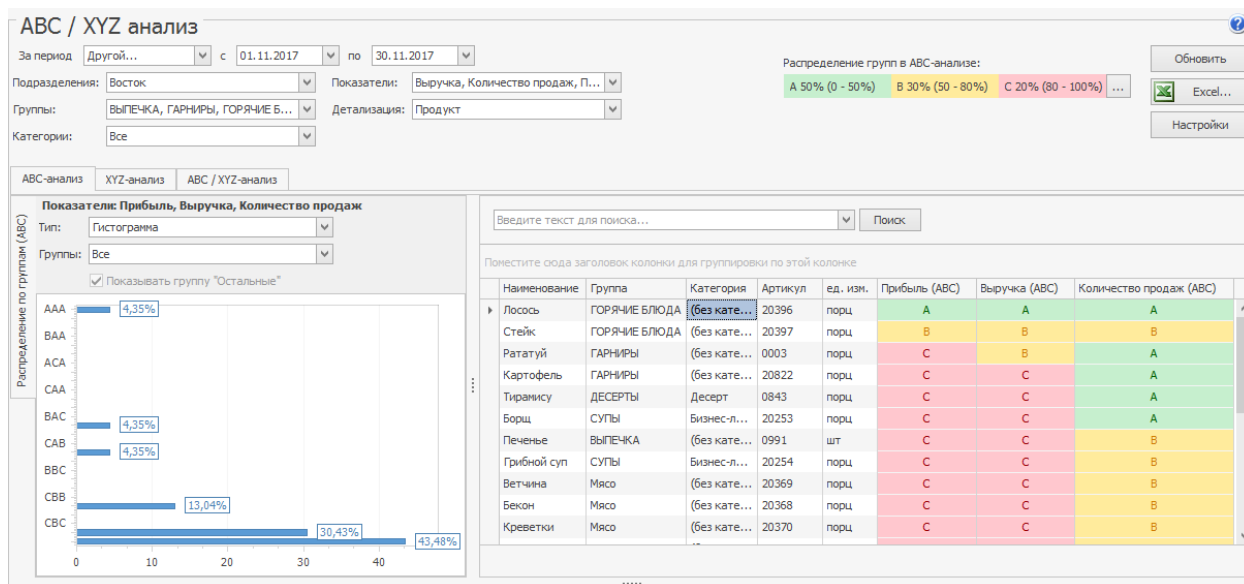 ABC / XYZ анализ
За период Другой... с 01.11.2017 по 30.11.2017
Подразделения: Восток Показатели: Выручка, Количество продаж, П...
Группы: ВЫПЕЧКА, ГАРНИРЫ, ГОРЯЧИЕ Б... Детализация: Продукт
Категории: Все
Распределение групп в ABC-анализе:
A 50% (0 - 50%) B 30% (50 - 80%) C 20% (80 - 100%) ...
Обновить
Excel...
Настройки
ABC-анализ XYZ-анализ ABC / XYZ-анализ
Распределение по группам (ABC)
Показатели: Прибыль, Выручка, Количество продаж
Тип: Гистограмма
Группы: Все
Показывать группу "Остальные"
AAA 4,35%
BAA
ACA
CAA
BAC 4,35%
CAB 4,35%
BBC
CBB 13,04%
CBC
30,43%
43,48%
0 10 20 30 40
Введите текст для поиска... Поиск
Поместите сюда заголовок колонки для группировки по этой колонке
Наименование Группа Категория Артикул ед. изм. Прибыль (ABC) Выручка (ABC) Количество продаж (ABC)
Лосось ГОРЯЧИЕ БЛЮДА (без кате... 20396 порц A A A
Стейк ГОРЯЧИЕ БЛЮДА (без кате... 20397 порц B B B
Рататуй ГАРНИРЫ (без кате... 0003 порц C B A
Картофель ГАРНИРЫ (без кате... 20822 порц C C A
Тирамису ДЕСЕРТЫ Десерт 0843 порц C C A
Борщ СУПЫ Бизнес-л... 20253 порц C C A
Печенье ВЫПЕЧКА (без кате... 0991 шт C C B
Грибной суп СУПЫ Бизнес-л... 20254 порц C C B
Ветчина Мясо (без кате... 20369 порц C C B
Бекон Мясо (без кате... 20368 порц C C B
Креветки Мясо (без кате... 20370 порц C C B